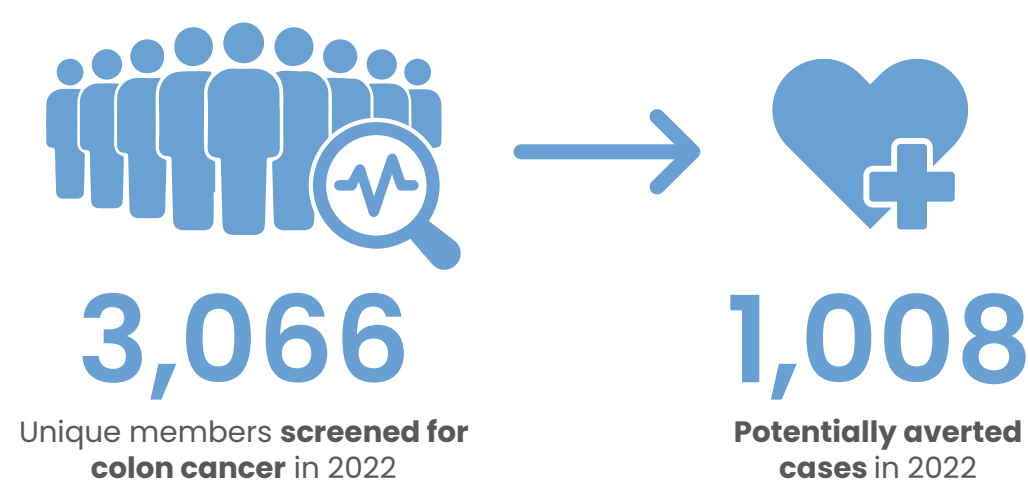 3,066
Unique members screened for
colon cancer in 2022
1,008
Potentially averted
cases in 2022